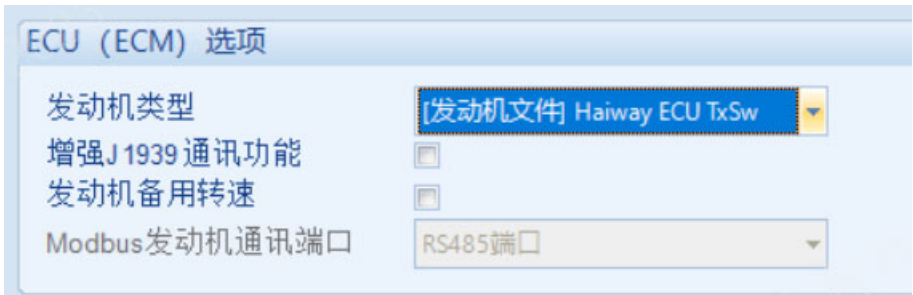 ECU（ECM）选项
发动机类型 [发动机文件] Haiway ECU TxSw
增强J1939通讯功能
发动机备用转速
Modbus发动机通讯端口 RS485端口